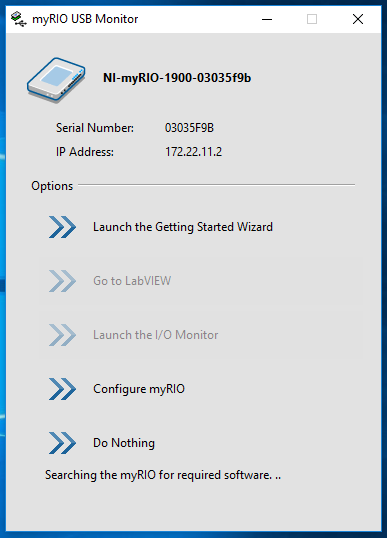 myRIO USB Monitor
NI-myRIO-1900-03035f9b
Serial Number: 03035F9B
IP Address: 172.22.11.2
Options
Launch the Getting Started Wizard
Go to LabVIEW
Launch the I/O Monitor
Configure myRIO
Do Nothing
Searching the myRIO for required software. ..